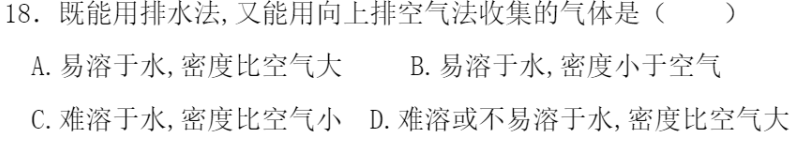 18. 既能用排水法,又能用向上排空气法收集的气体是（　　）
A.易溶于水,密度比空气大　　B.易溶于水,密度小于空气
C.难溶于水,密度比空气小　D.难溶或不易溶于水,密度比空气大